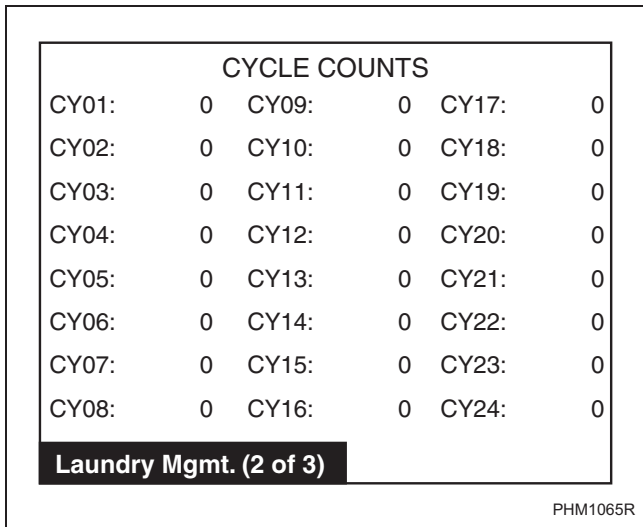 CYCLE COUNTS
CY01: 0 CY09: 0 CY17: 0
CY02: 0 CY10: 0 CY18: 0
CY03: 0 CY11: 0 CY19: 0
CY04: 0 CY12: 0 CY20: 0
CY05: 0 CY13: 0 CY21: 0
CY06: 0 CY14: 0 CY22: 0
CY07: 0 CY15: 0 CY23: 0
CY08: 0 CY16: 0 CY24: 0
Laundry Mgmt. (2 of 3)
PHM1065R